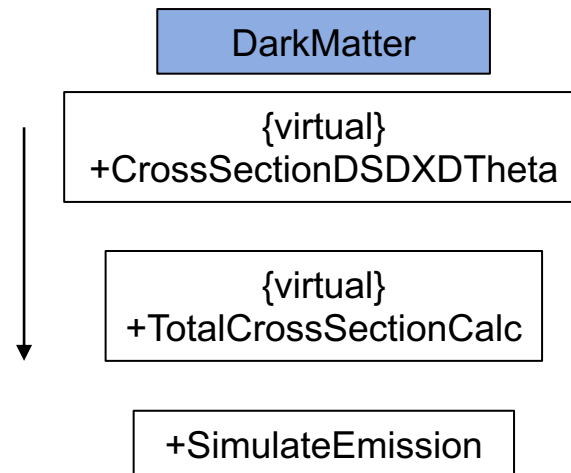 DarkMatter
{virtual}
+CrossSectionDSDXDTheta
{virtual}
+TotalCrossSectionCalc
+SimulateEmission